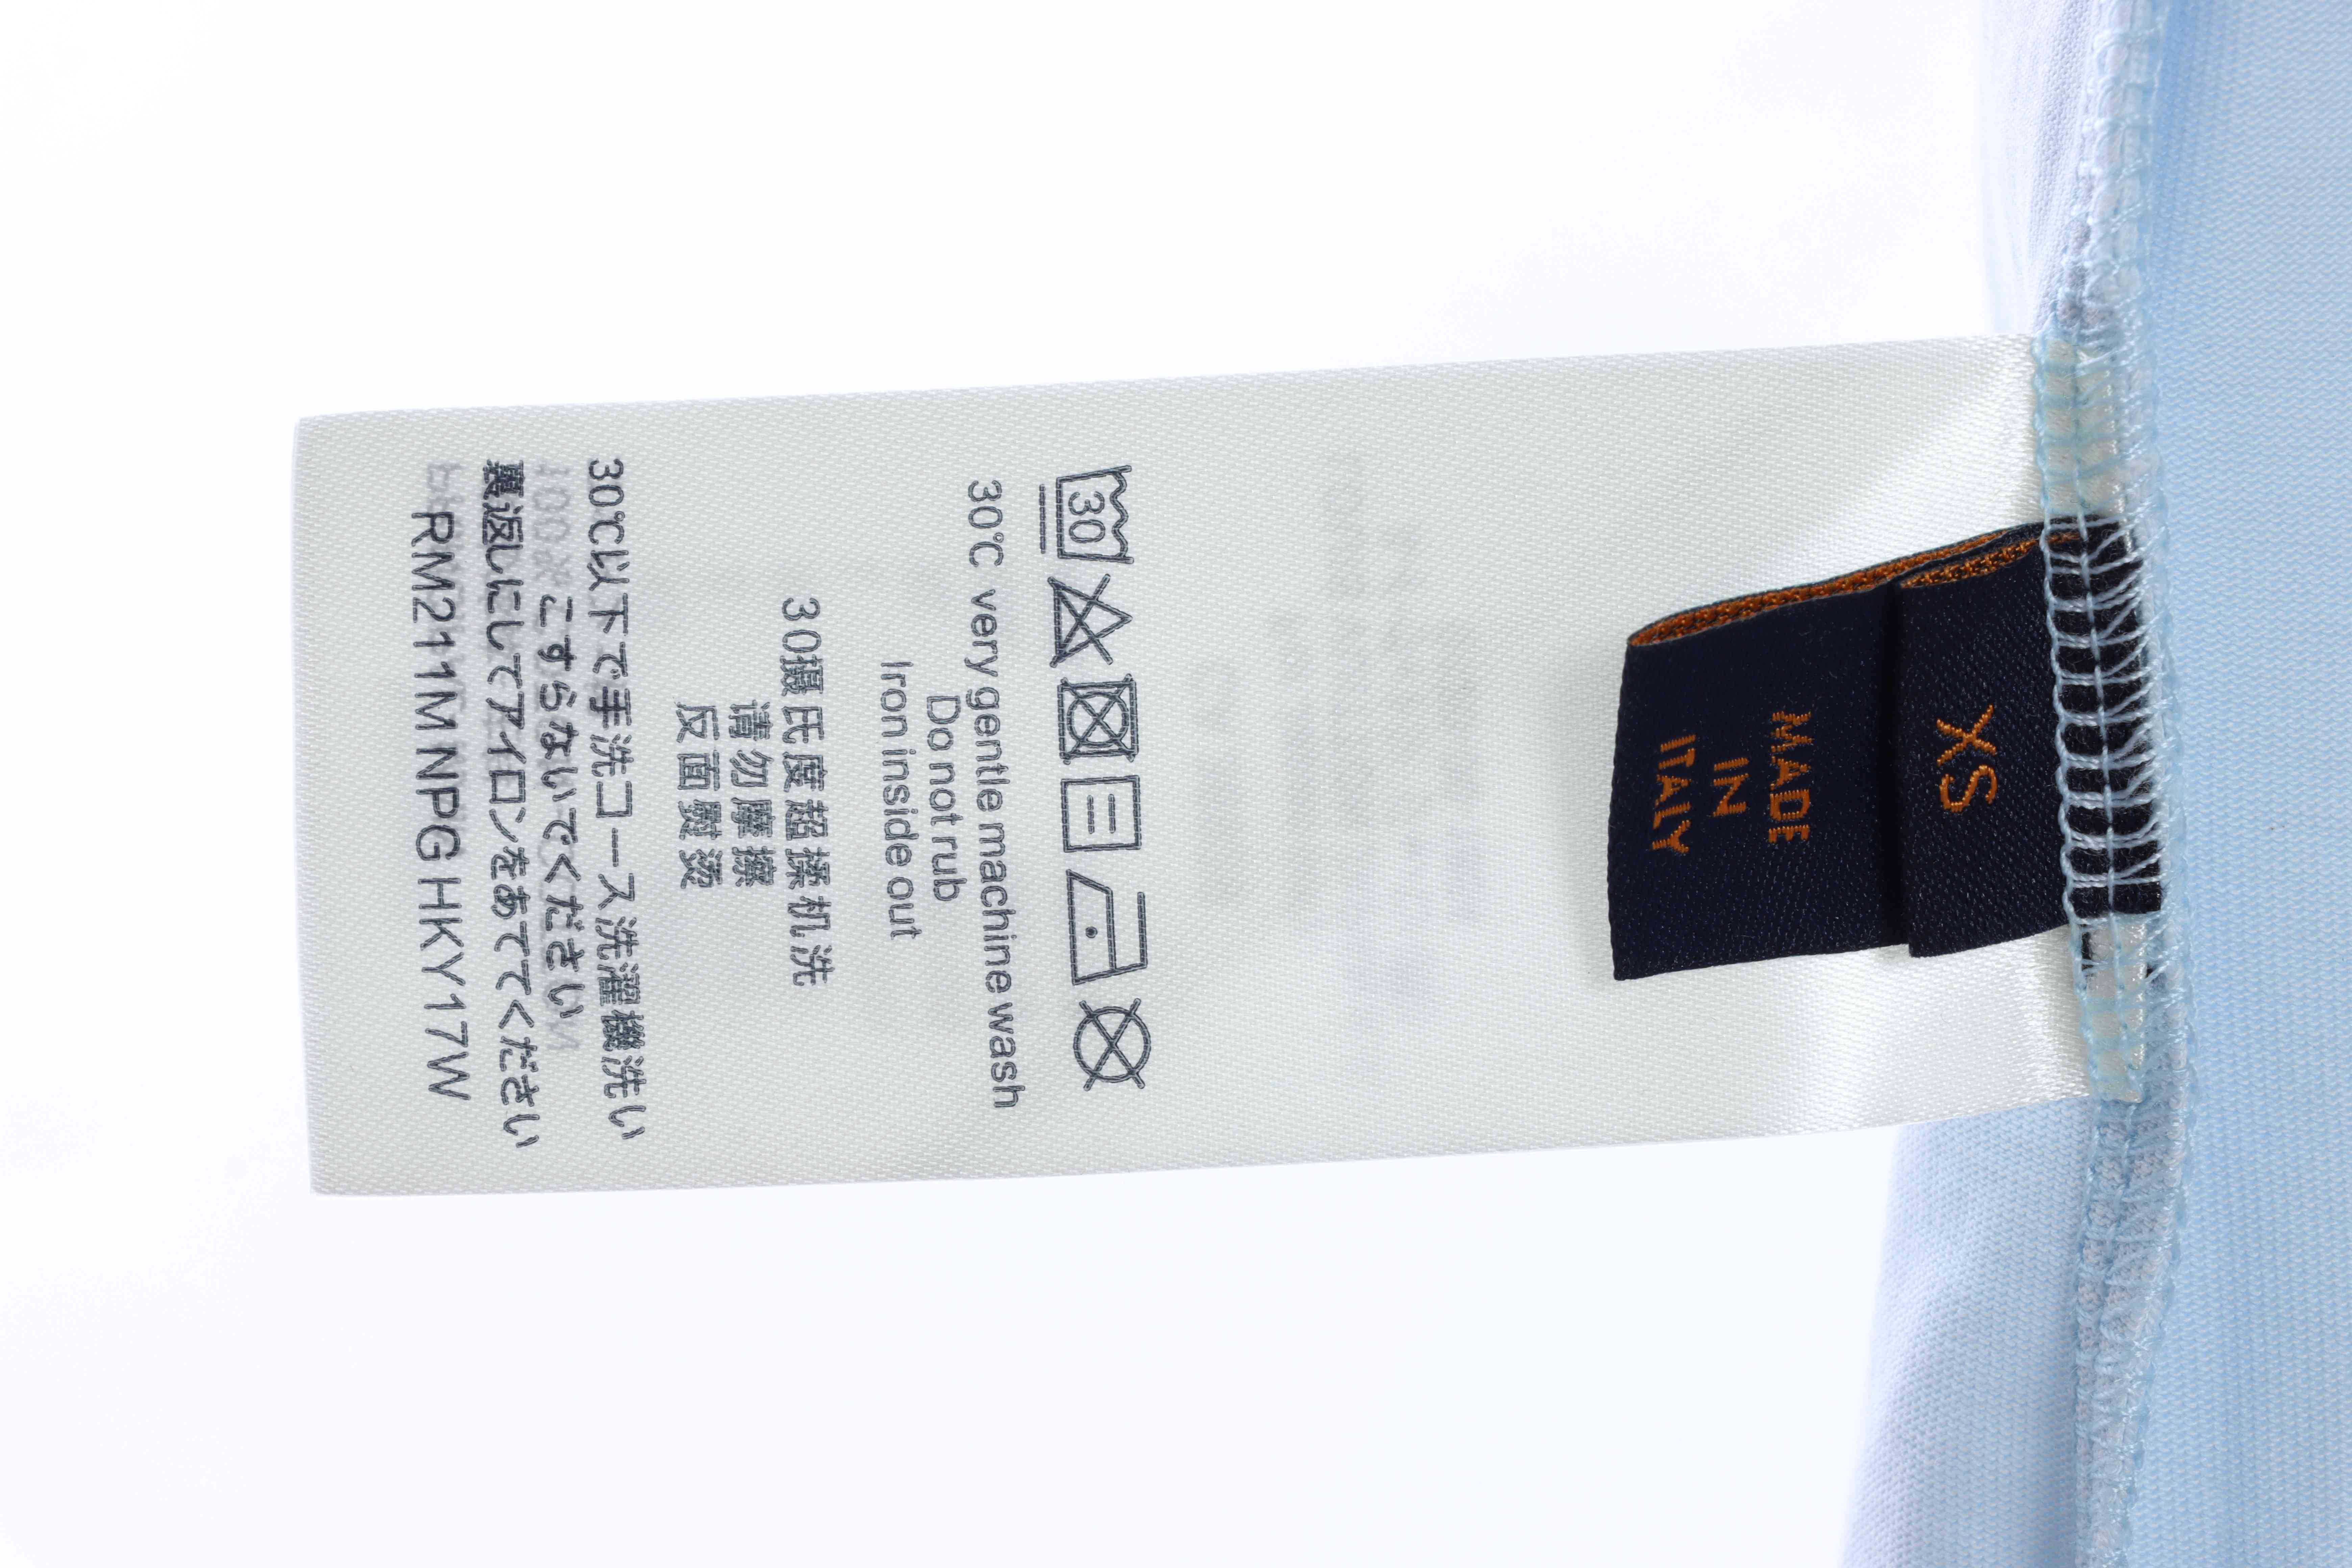 XS
MADE
IN
ITALY
30
30℃ very gentle machine wash
Do not rub
Iron inside out
30摄氏度超柔机洗
请勿摩擦
反面熨烫
30℃以下で手洗コース洗濯機洗い
こすらないでください
裏返しにしてアイロンをあててください
RM211M NPG HKY17W